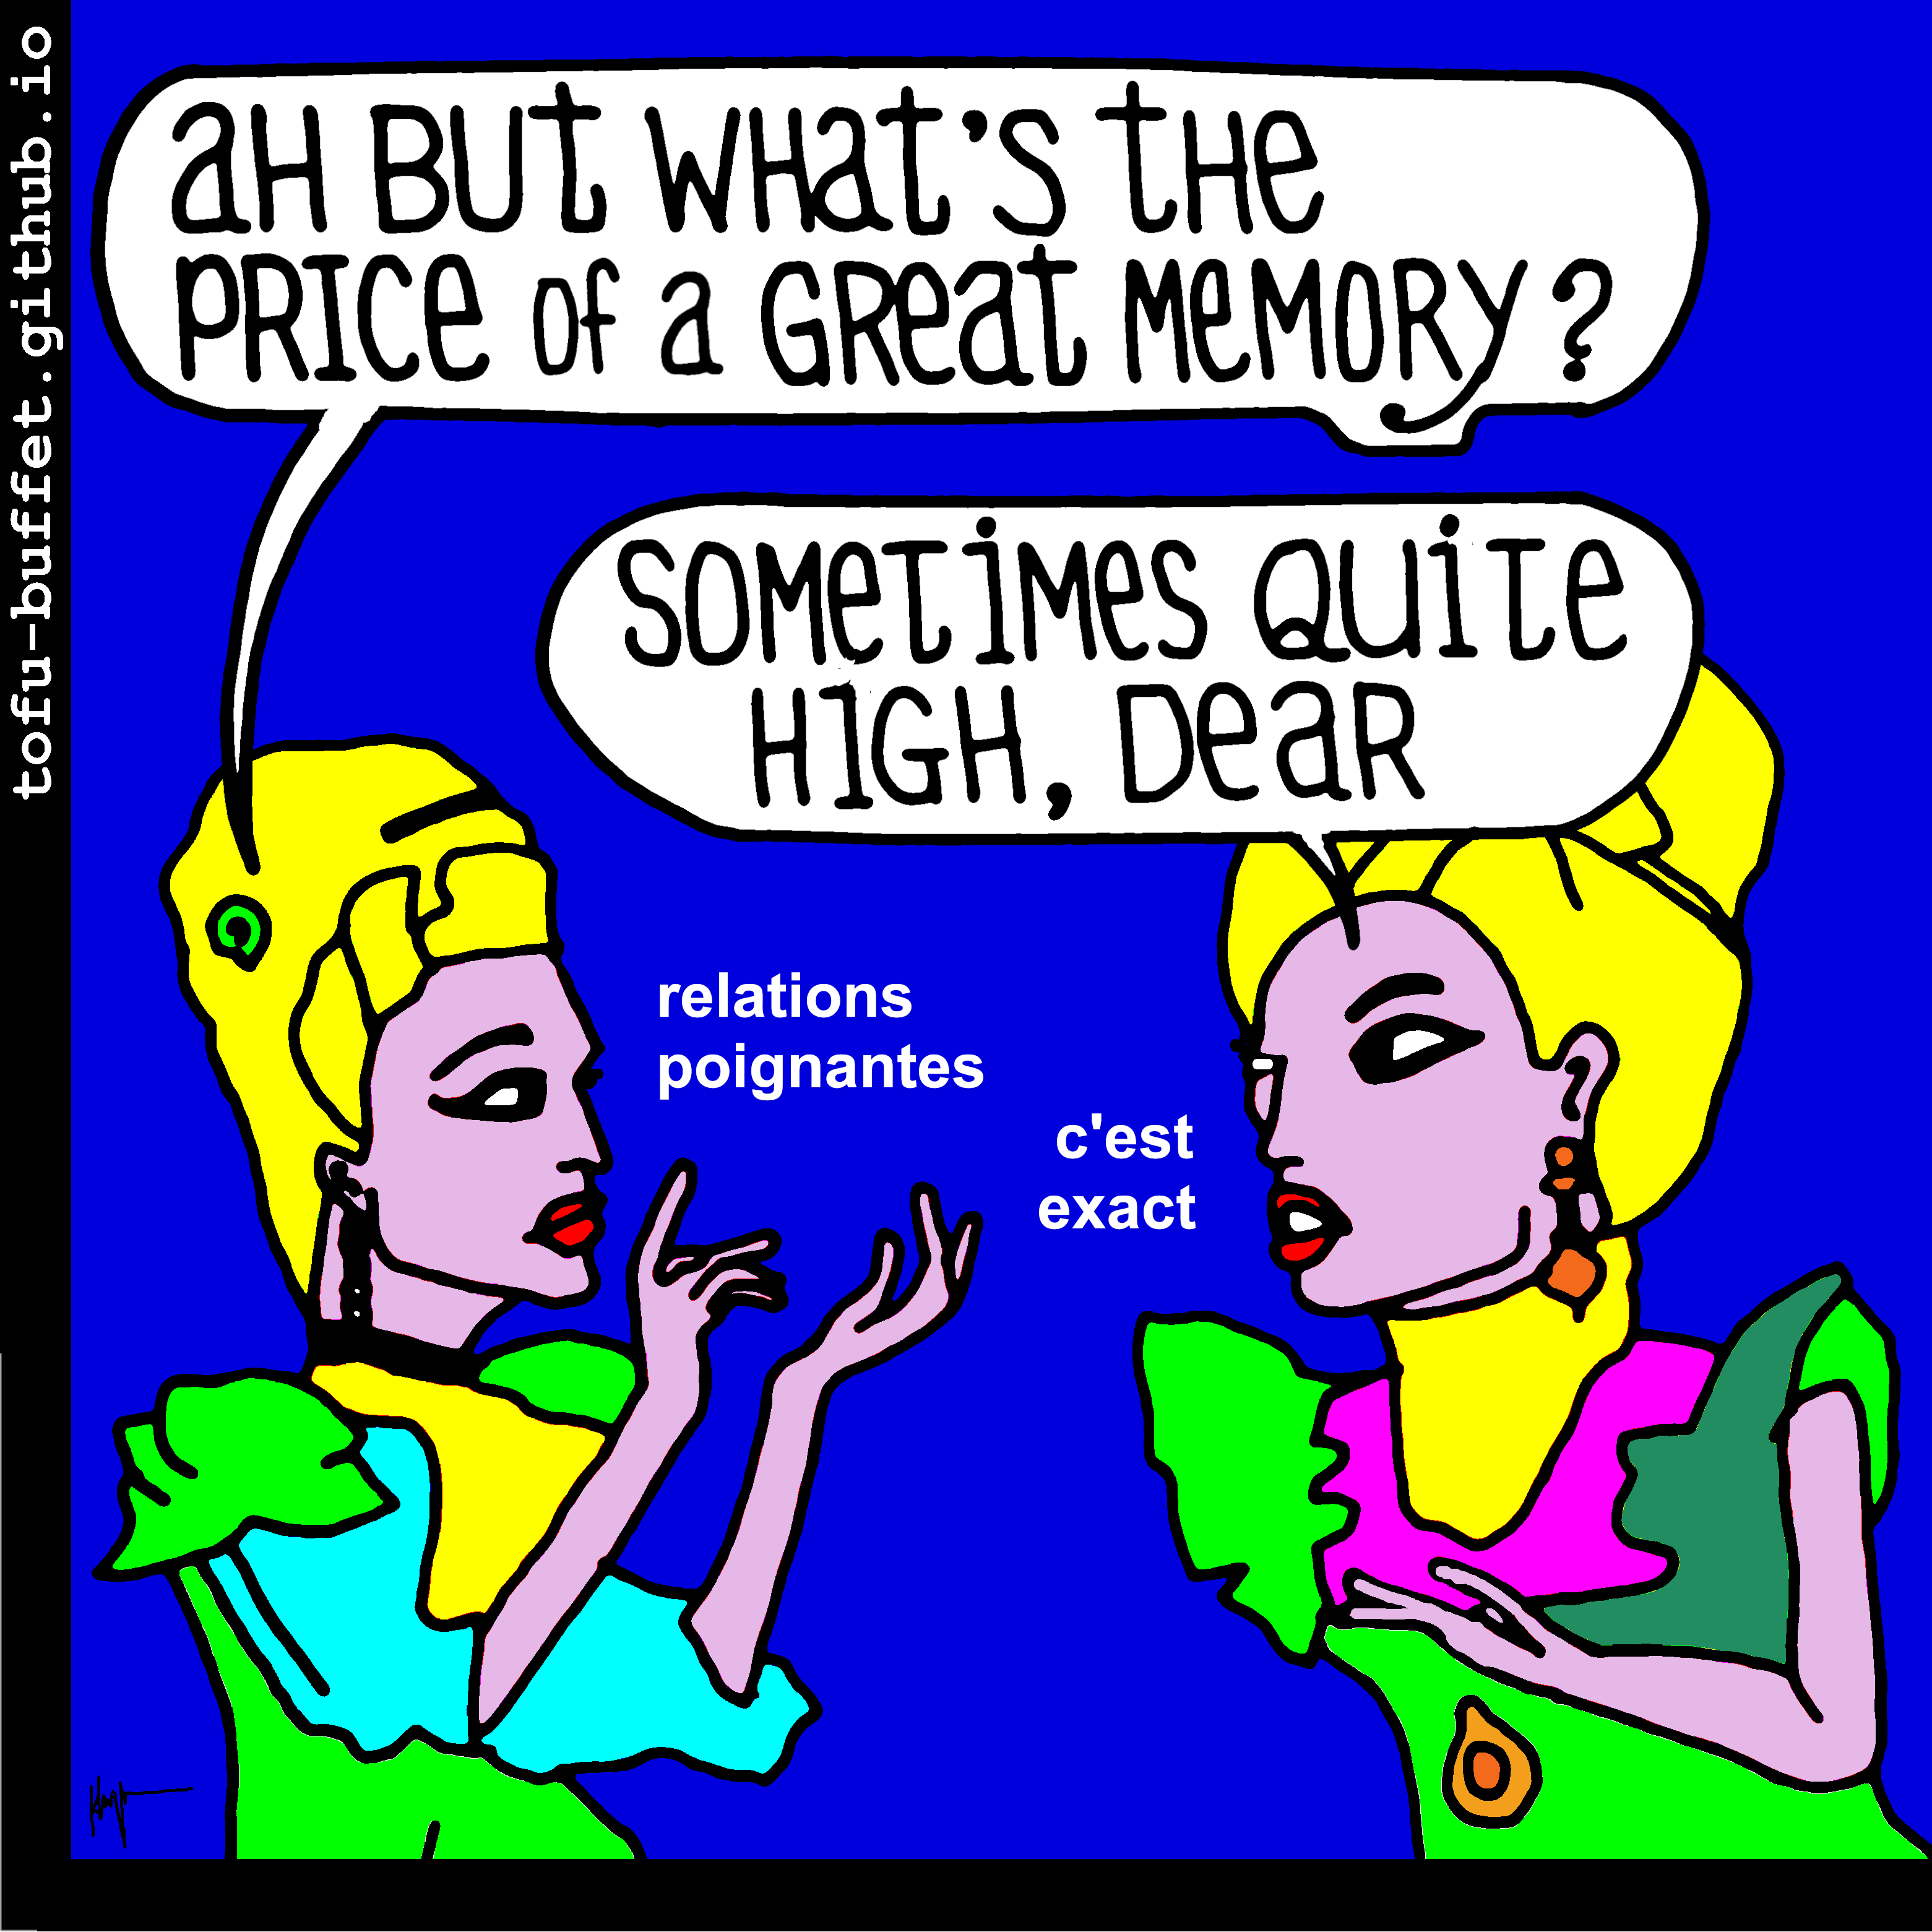 tofu-buffet.github.io
aH BUt WHat's tHe
PRICe of a GReat MeMORy?
SOMetiMes QuiTe
HIGH, DeaR
relations
poignantes
c'est
exact